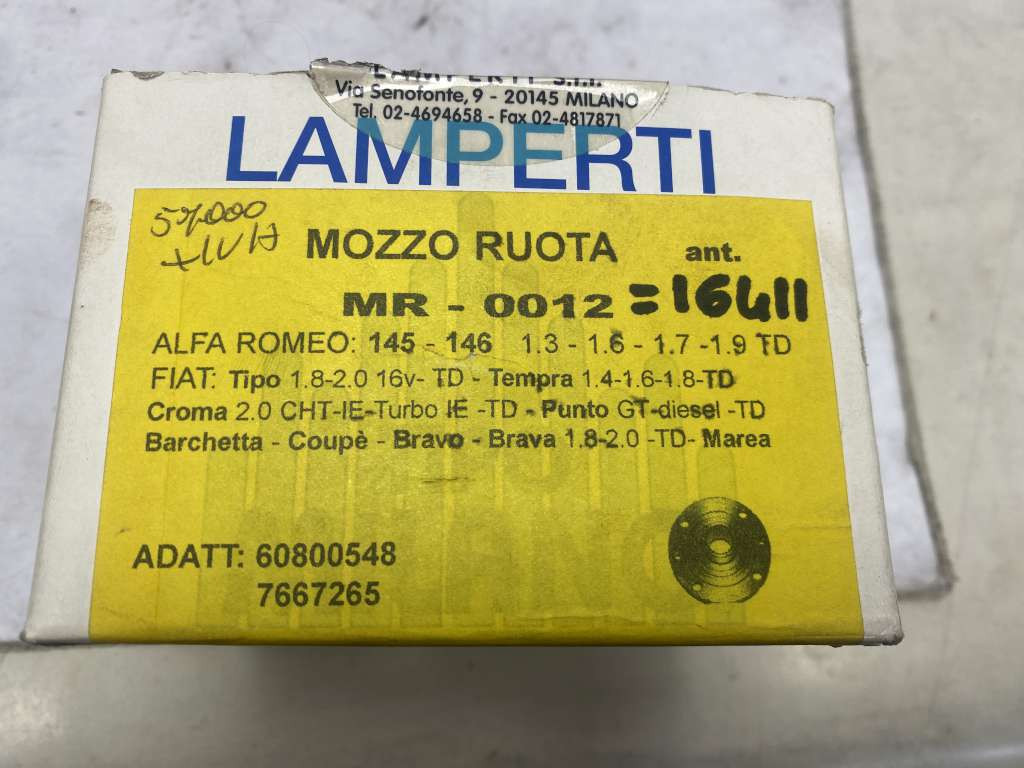 LAMPERTI s.r.l.
Via Senofonte, 9 - 20145 MILANO
Tel. 02-4694658 - Fax 02-4817871
LAMPERTI
57.000
+IVA
MOZZO RUOTA ant.
MR - 0012 =16411
ALFA ROMEO: 145 - 146 1.3 - 1.6 - 1.7 -1.9 TD
FIAT: Tipo 1.8-2.0 16v- TD - Tempra 1.4-1.6-1.8-TD
Croma 2.0 CHT-IE-Turbo IE -TD - Punto GT-diesel -TD
Barchetta - Coupè - Bravo - Brava 1.8-2.0 -TD- Marea
ADATT: 60800548
7667265